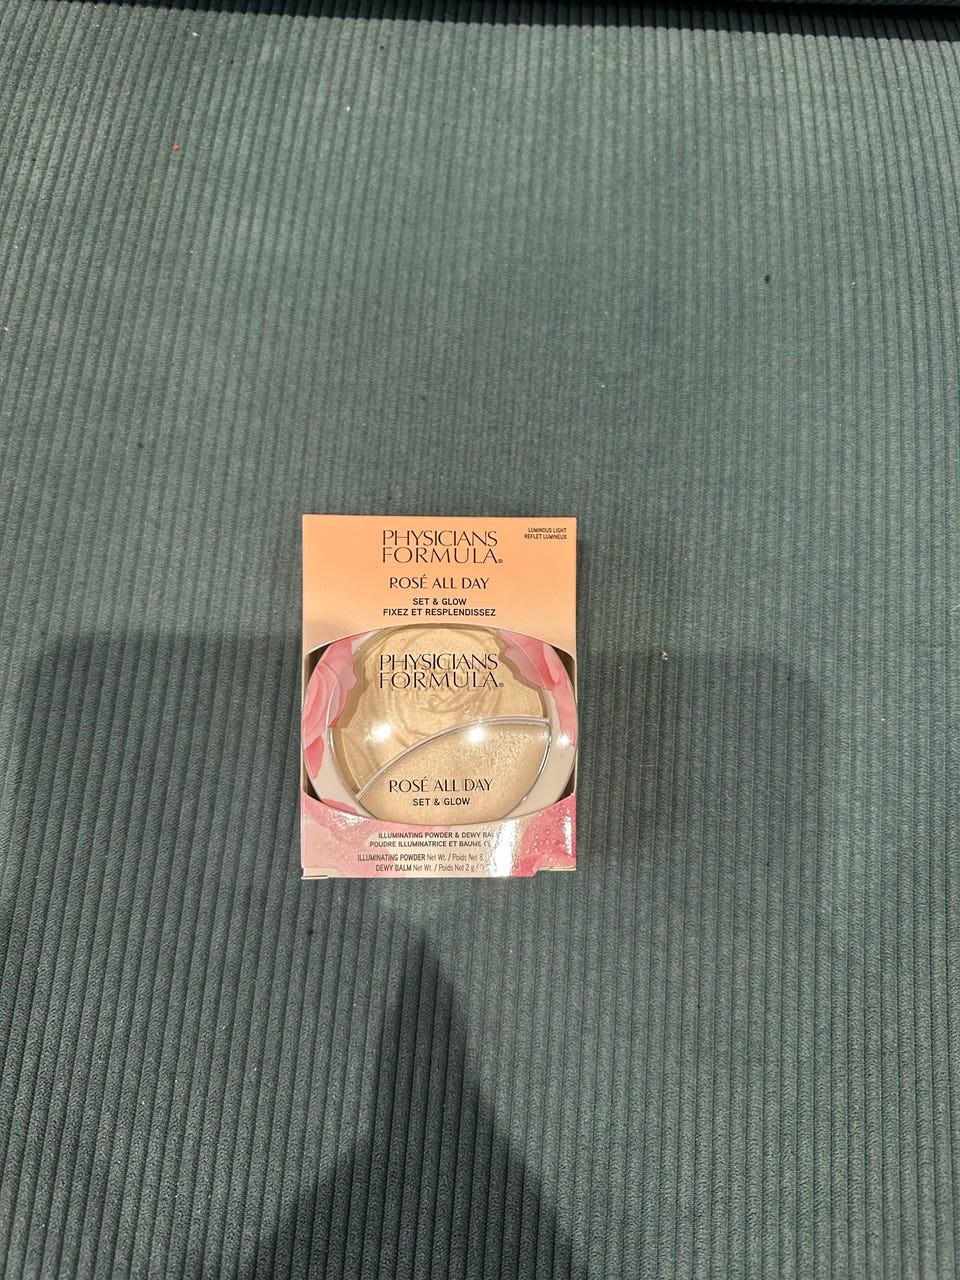 PHYSICIANS
FORMULA®
LUMINOUS LIGHT
REFLET LUMINEUX
ROSÉ ALL DAY
SET & GLOW
FIXEZ ET RESPLENDISSEZ
PHYSICIANS
FORMULA®
ROSÉ ALL DAY
SET & GLOW
ILLUMINATING POWDER & DEWY
POUDRE ILLUMINATRICE ET BAUME
ILLUMINATING POWDER Net Wt. / Poids Net
DEWY BALM Net Wt. / Poids Net 2 g